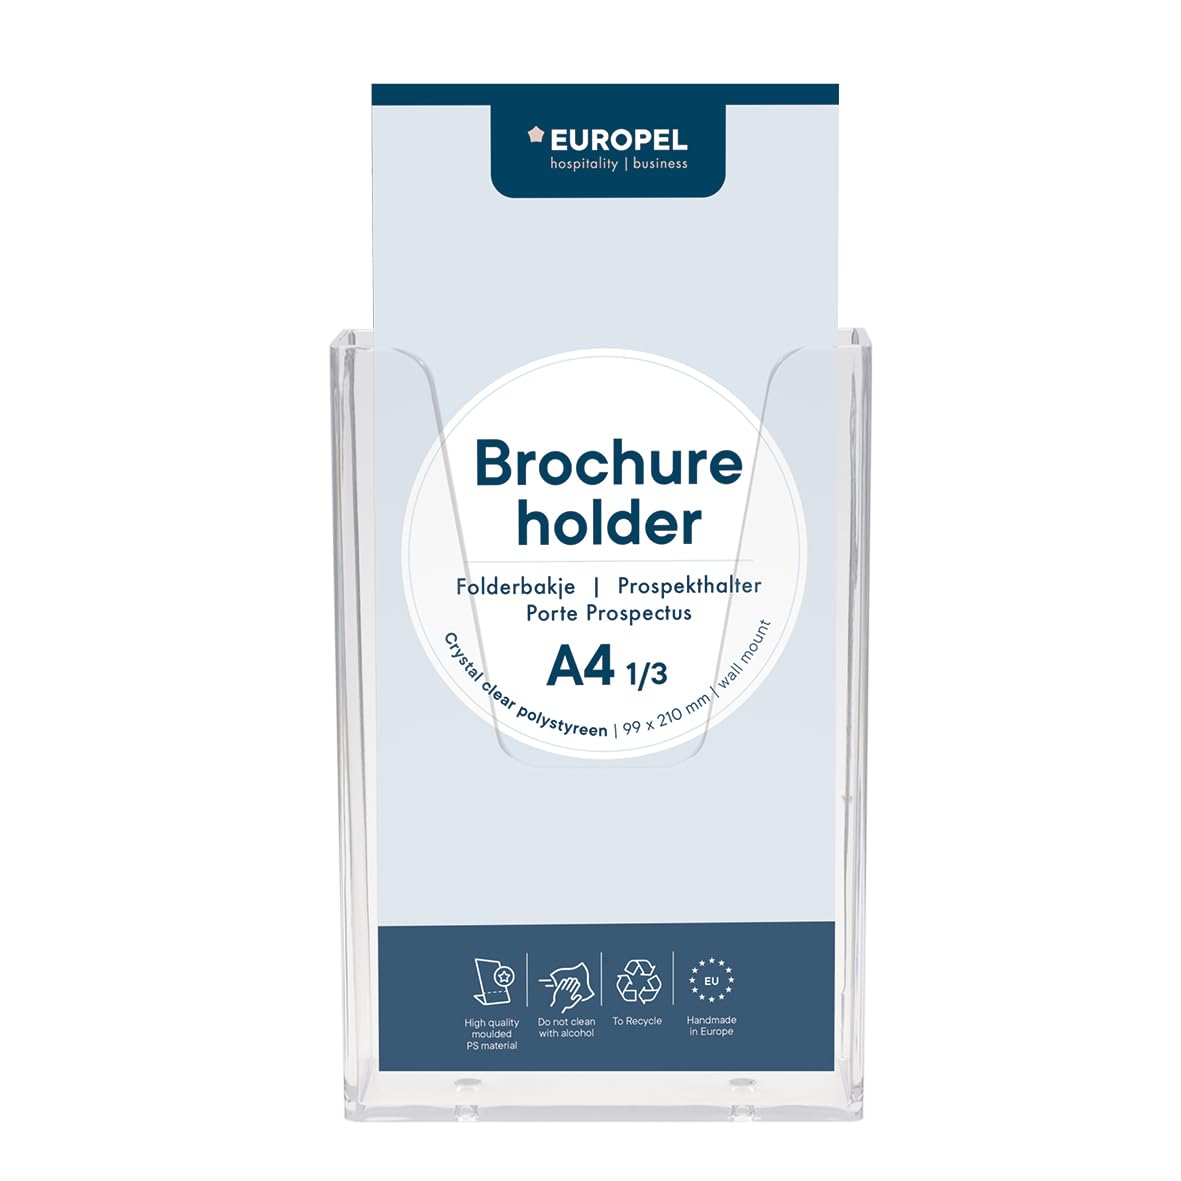 EUROPEL
hospitality | business
Brochure
holder
Folderbakje | Prospekthalter
Porte Prospectus
A4 1/3
Crystal clear polystyreen | 99 x 210 mm | wall mount
High quality
moulded
PS material
Do not clean
with alcohol
To Recycle
EU
Handmade
in Europe